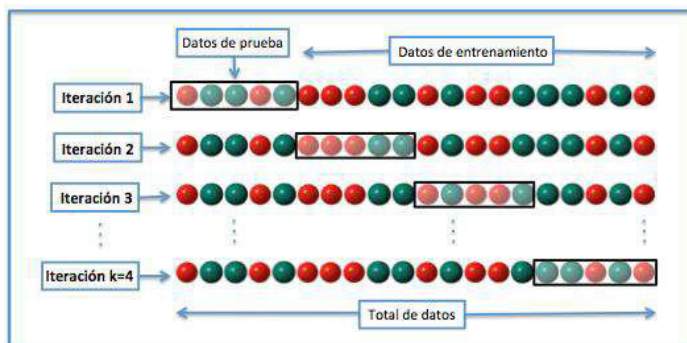 Datos de prueba
Datos de entrenamiento
Iteración 1
Iteración 2
Iteración 3
Iteración k=4
Total de datos